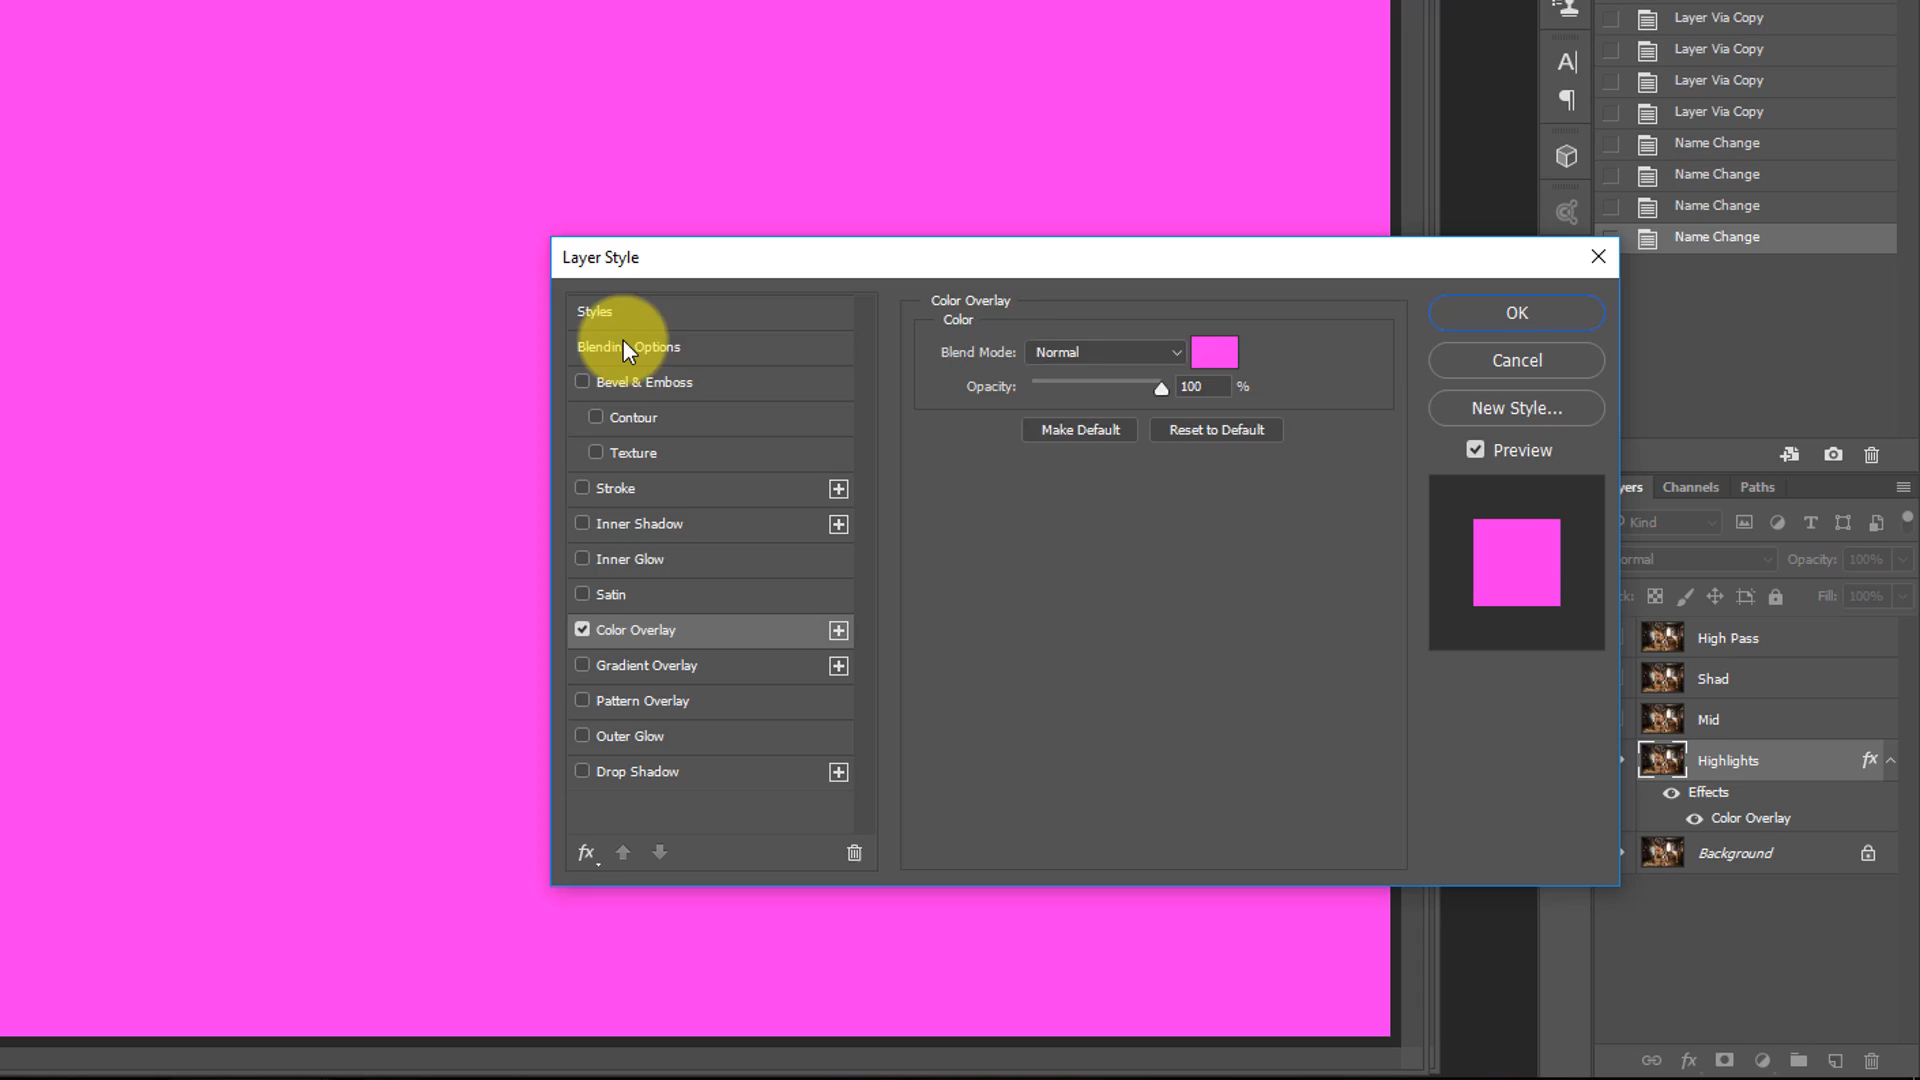 Layer Via Copy
Layer Via Copy
Layer Via Copy
Layer Via Copy
Name Change
Name Change
Name Change
Name Change
Layer Style
Styles
Blending Options
Bevel & Emboss
Contour
Texture
Stroke
Inner Shadow
Inner Glow
Satin
Color Overlay
Gradient Overlay
Pattern Overlay
Outer Glow
Drop Shadow
fx
Color Overlay
Color
Blend Mode: Normal
Opacity: 100 %
Make Default Reset to Default
OK
Cancel
New Style...
Preview
yers Channels Paths
Kind
ormal Opacity: 100%
k: Fill: 100%
High Pass
Shad
Mid
Highlights fx
Effects
Color Overlay
Background
fx